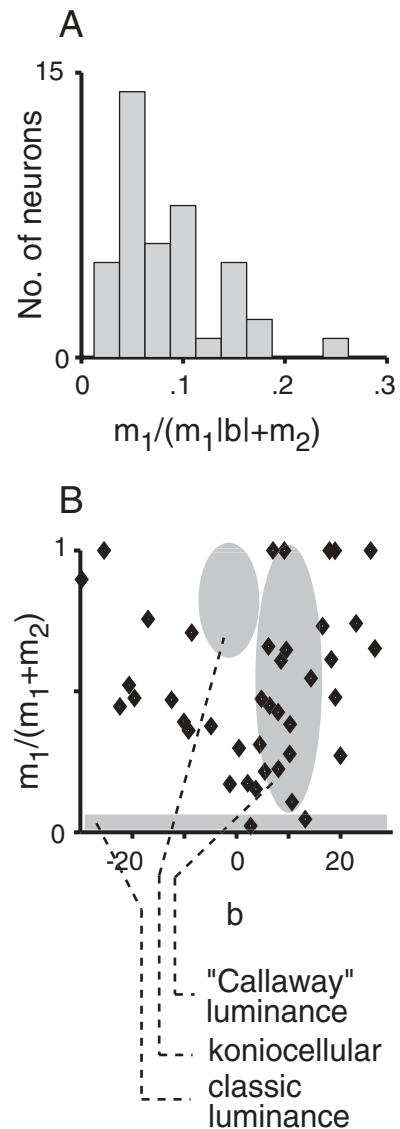 A
15
No. of neurons
0
0 .1 .2 .3
m1/(m1|b|+m2)
B
1
m1/(m1+m2)
0
-20 0 20
b
"Callaway"
luminance
koniocellular
classic
luminance